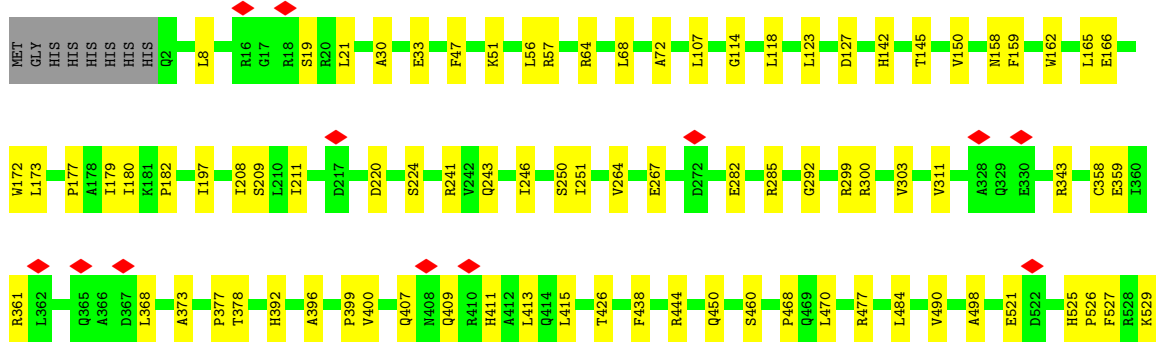 MET GLY HIS HIS HIS HIS HIS HIS Q2 L8 R16 G17 R18 S19 R20 L21 A30 E33 F47 K51 L56 R57 R64 L68 A72 L107 G114 L118 L123 D127 H142 T145 V150 N158 F159 W162 L165 E166
W172 L173 P177 A178 I179 I180 K181 P182 I197 I208 S209 L210 I211 D217 D220 S224 R241 V242 Q243 I246 S250 I251 V264 E267 D272 E282 R285 G292 R299 R300 V303 V311 A328 Q329 E330 R343 C358 E359 I360
R361 L362 Q365 A366 D367 L368 A373 P377 T378 H392 A396 P399 V400 Q407 N408 Q409 R410 H411 A412 L413 Q414 L415 T426 F438 R444 Q450 S460 P468 Q469 L470 R477 L484 V490 A498 E521 D522 H525 P526 F527 R528 K529